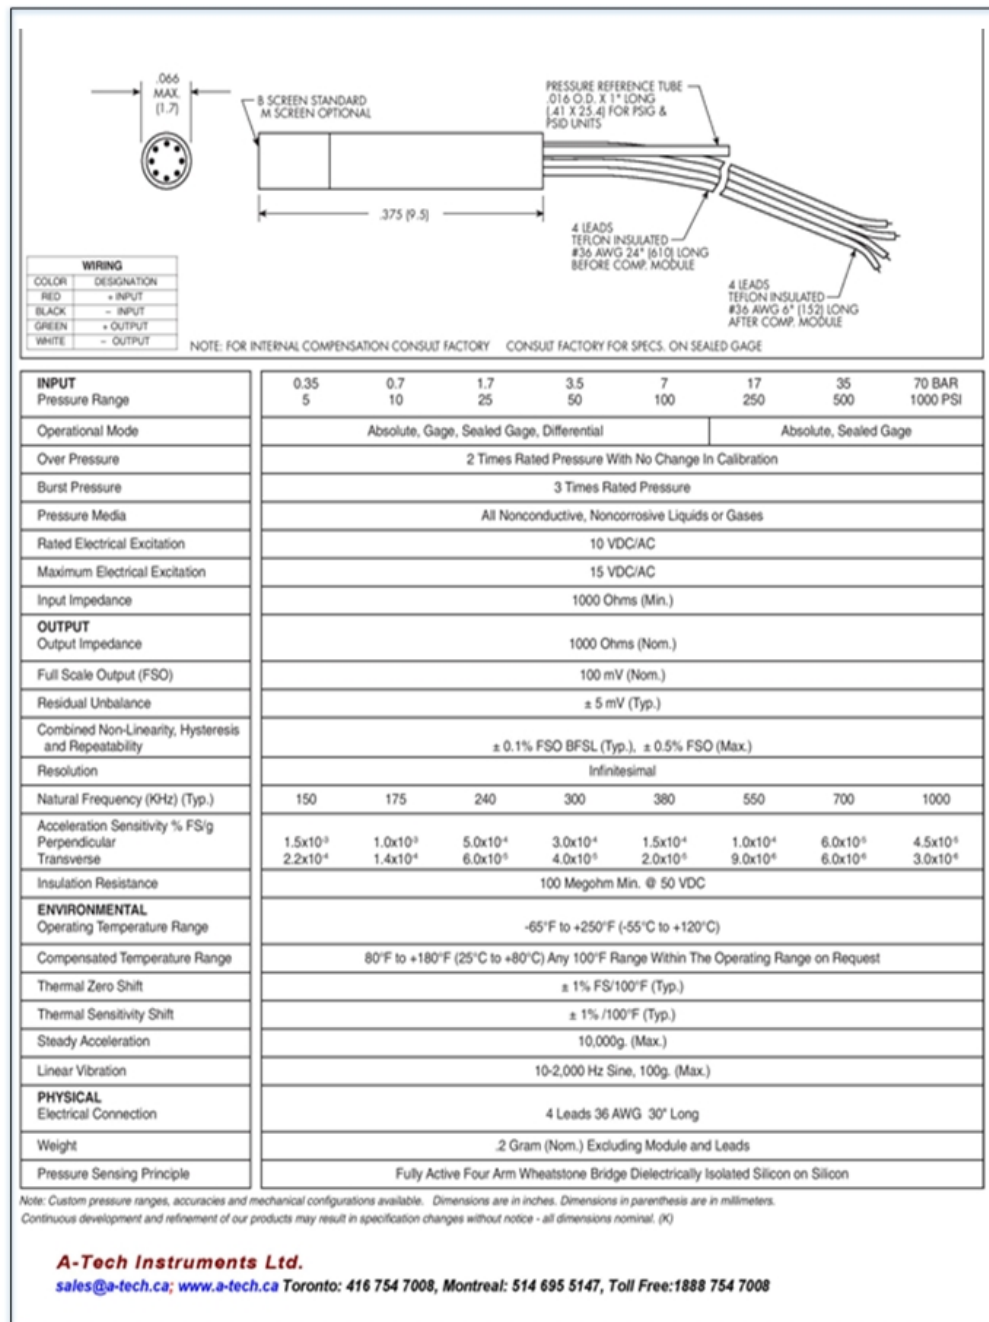 .066
MAX.
(1.7)
B SCREEN STANDARD
M SCREEN OPTIONAL
PRESSURE REFERENCE TUBE
.016 O.D. X 1" LONG
(.41 X 25.4) FOR PSIG &
PSID UNITS
.375 (9.5)
4 LEADS
TEFLON INSULATED
#36 AWG 24" (610) LONG
BEFORE COMP. MODULE
4 LEADS
TEFLON INSULATED
#36 AWG 6" (152) LONG
AFTER COMP. MODULE
WIRING
COLOR DESIGNATION
RED + INPUT
BLACK – INPUT
GREEN + OUTPUT
WHITE – OUTPUT
NOTE: FOR INTERNAL COMPENSATION CONSULT FACTORY CONSULT FACTORY FOR SPECS. ON SEALED GAGE
INPUT 0.35 0.7 1.7 3.5 7 17 35 70 BAR
Pressure Range 5 10 25 50 100 250 500 1000 PSI
Operational Mode Absolute, Gage, Sealed Gage, Differential Absolute, Sealed Gage
Over Pressure 2 Times Rated Pressure With No Change In Calibration
Burst Pressure 3 Times Rated Pressure
Pressure Media All Nonconductive, Noncorrosive Liquids or Gases
Rated Electrical Excitation 10 VDC/AC
Maximum Electrical Excitation 15 VDC/AC
Input Impedance 1000 Ohms (Min.)
OUTPUT
Output Impedance 1000 Ohms (Nom.)
Full Scale Output (FSO) 100 mV (Nom.)
Residual Unbalance ± 5 mV (Typ.)
Combined Non-Linearity, Hysteresis
and Repeatability ± 0.1% FSO BFSL (Typ.), ± 0.5% FSO (Max.)
Resolution Infinitesimal
Natural Frequency (KHz) (Typ.) 150 175 240 300 380 550 700 1000
Acceleration Sensitivity % FS/g
Perpendicular 1.5x10⁻³ 1.0x10⁻³ 5.0x10⁻⁴ 3.0x10⁻⁴ 1.5x10⁻⁴ 1.0x10⁻⁴ 6.0x10⁻⁵ 4.5x10⁻⁵
Transverse 2.2x10⁻⁴ 1.4x10⁻⁴ 6.0x10⁻⁵ 4.0x10⁻⁵ 2.0x10⁻⁵ 9.0x10⁻⁶ 6.0x10⁻⁶ 3.0x10⁻⁶
Insulation Resistance 100 Megohm Min. @ 50 VDC
ENVIRONMENTAL
Operating Temperature Range -65°F to +250°F (-55°C to +120°C)
Compensated Temperature Range 80°F to +180°F (25°C to +80°C) Any 100°F Range Within The Operating Range on Request
Thermal Zero Shift ± 1% FS/100°F (Typ.)
Thermal Sensitivity Shift ± 1% /100°F (Typ.)
Steady Acceleration 10,000g. (Max.)
Linear Vibration 10-2,000 Hz Sine, 100g. (Max.)
PHYSICAL
Electrical Connection 4 Leads 36 AWG 30" Long
Weight .2 Gram (Nom.) Excluding Module and Leads
Pressure Sensing Principle Fully Active Four Arm Wheatstone Bridge Dielectrically Isolated Silicon on Silicon
Note: Custom pressure ranges, accuracies and mechanical configurations available. Dimensions are in inches. Dimensions in parenthesis are in millimeters.
Continuous development and refinement of our products may result in specification changes without notice - all dimensions nominal. (K)
A-Tech Instruments Ltd.
sales@a-tech.ca; www.a-tech.ca Toronto: 416 754 7008, Montreal: 514 695 5147, Toll Free:1888 754 7008